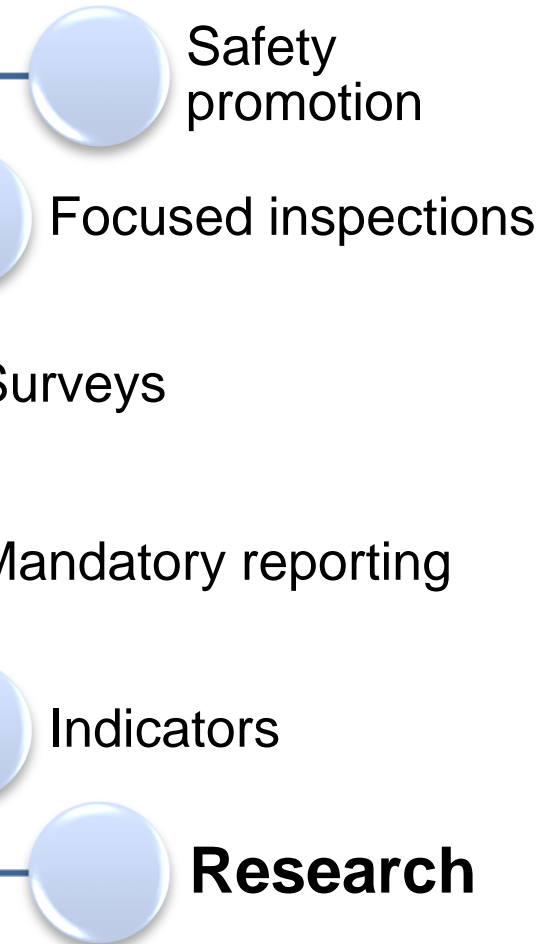 Safety
promotion
Focused inspections
Surveys
Mandatory reporting
Indicators
Research